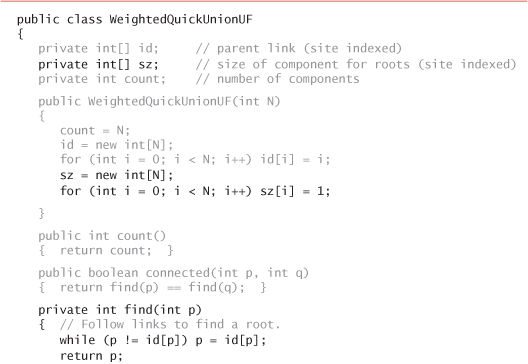 public class WeightedQuickUnionUF
{
private int[] id;     // parent link (site indexed)
private int[] sz;     // size of component for roots (site indexed)
private int count;    // number of components
public WeightedQuickUnionUF(int N)
{
count = N;
id = new int[N];
for (int i = 0; i < N; i++) id[i] = i;
sz = new int[N];
for (int i = 0; i < N; i++) sz[i] = 1;
}
public int count()
{  return count;  }
public boolean connected(int p, int q)
{  return find(p) == find(q);  }
private int find(int p)
{  // Follow links to find a root.
while (p != id[p]) p = id[p];
return p;